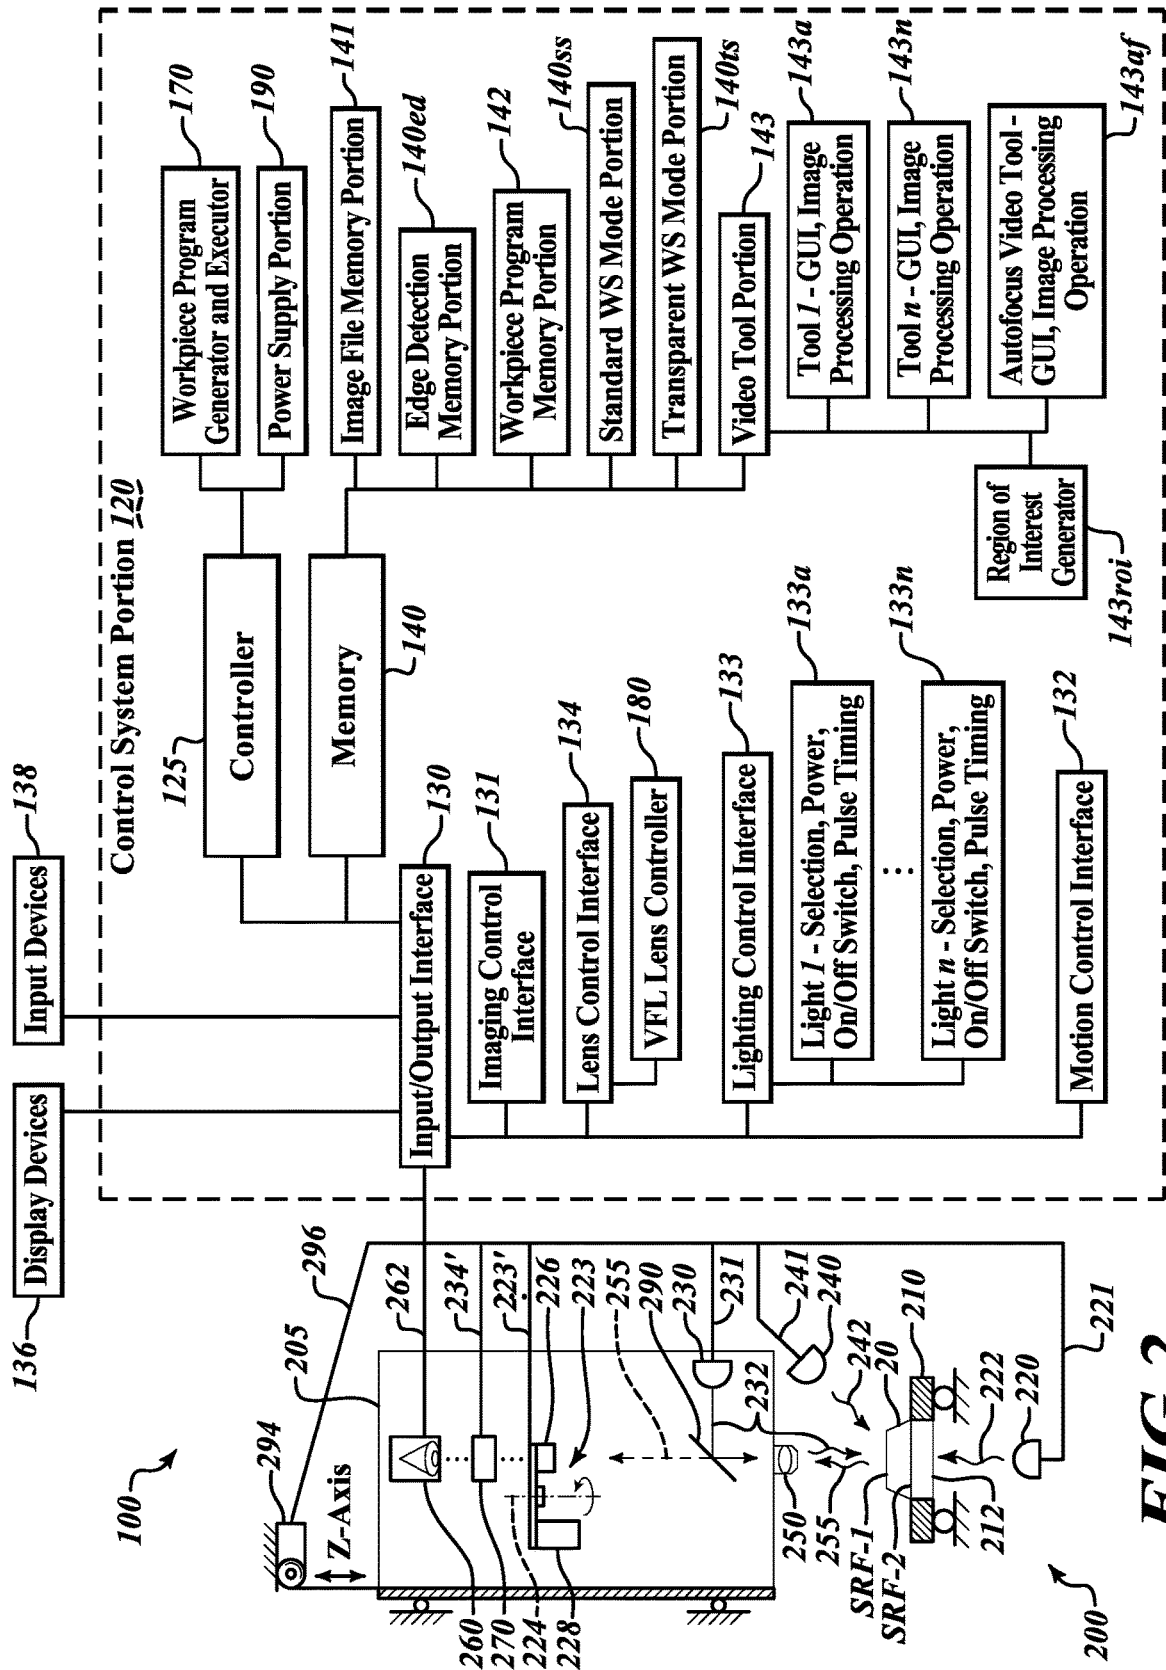 136
Display Devices
Input Devices
138
100
Control System Portion 120
294
Z-Axis
205
296
125
Controller
Workpiece Program
Generator and Executor
170
Power Supply Portion
190
Memory
140
Image File Memory Portion
141
Edge Detection
Memory Portion
140ed
Workpiece Program
Memory Portion
142
Standard WS Mode Portion
140ss
Transparent WS Mode Portion
140ts
Video Tool Portion
143
Tool 1 - GUI, Image
Processing Operation
143a
Tool n - GUI, Image
Processing Operation
143n
Autofocus Video Tool -
GUI, Image Processing
Operation
143af
Region of
Interest
Generator
143roi
Input/Output Interface
130
Imaging Control
Interface
131
Lens Control Interface
134
VFL Lens Controller
180
Lighting Control Interface
133
Light 1 - Selection, Power,
On/Off Switch, Pulse Timing
133a
...
Light n - Selection, Power,
On/Off Switch, Pulse Timing
133n
Motion Control Interface
132
260
262
270
234'
224
223'
228
226
223
255
290
230
231
232
241
240
250
255
242
SRF-1
20
SRF-2
210
212
222
220
221
200
FIG 2